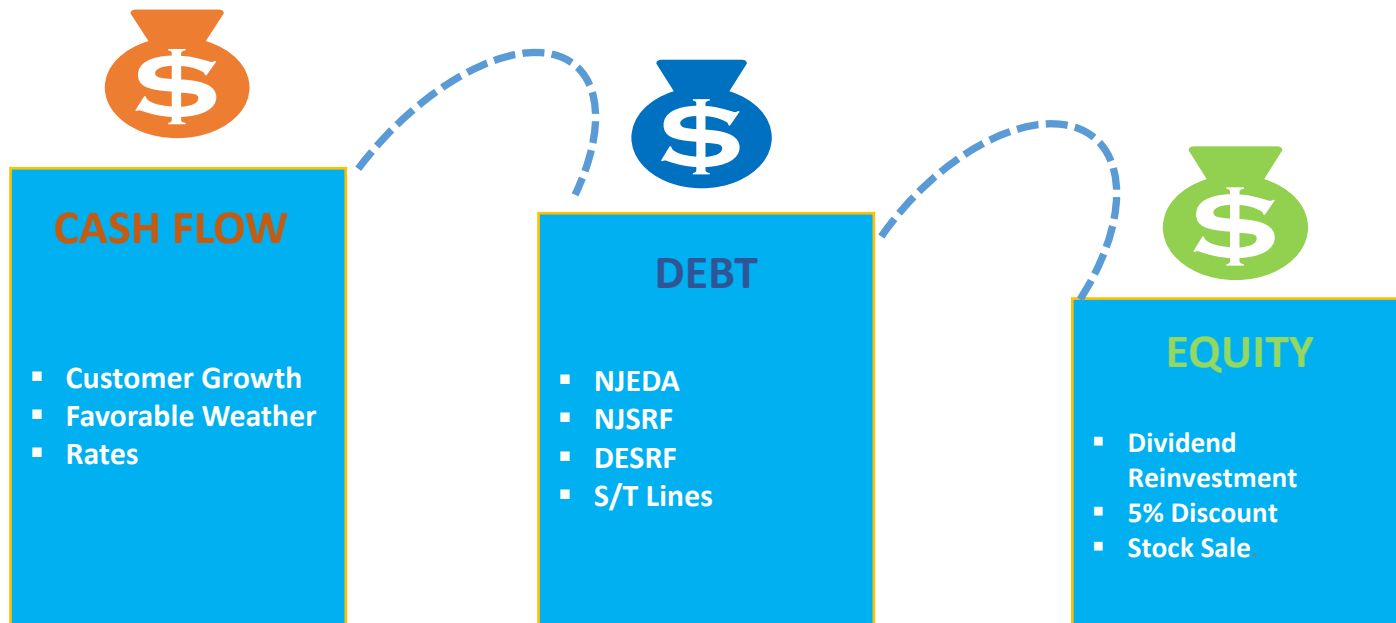 CASH FLOW
▪ Customer Growth
▪ Favorable Weather
▪ Rates
DEBT
▪ NJEDA
▪ NJSRF
▪ DESRF
▪ S/T Lines
EQUITY
▪ Dividend
Reinvestment
▪ 5% Discount
▪ Stock Sale.
$
$
$